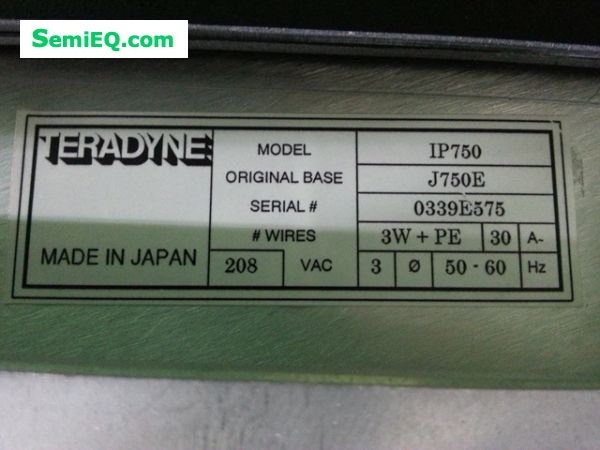 SemiEQ.com
TERADYNE
MADE IN JAPAN
MODEL IP750
ORIGINAL BASE J750E
SERIAL # 0339E575
# WIRES 3W + PE 30 A-
208 VAC 3 Ø 50 - 60 Hz